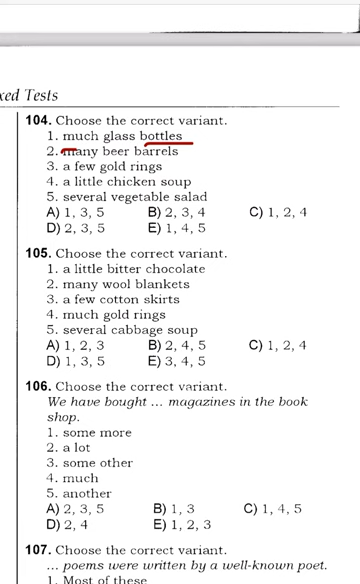 xed Tests
104. Choose the correct variant.
1. much glass bottles
2. many beer barrels
3. a few gold rings
4. a little chicken soup
5. several vegetable salad
A) 1, 3, 5 B) 2, 3, 4 C) 1, 2, 4
D) 2, 3, 5 E) 1, 4, 5
105. Choose the correct variant.
1. a little bitter chocolate
2. many wool blankets
3. a few cotton skirts
4. much gold rings
5. several cabbage soup
A) 1, 2, 3 B) 2, 4, 5 C) 1, 2, 4
D) 1, 3, 5 E) 3, 4, 5
106. Choose the correct variant.
We have bought ... magazines in the book
shop.
1. some more
2. a lot
3. some other
4. much
5. another
A) 2, 3, 5 B) 1, 3 C) 1, 4, 5
D) 2, 4 E) 1, 2, 3
107. Choose the correct variant.
... poems were written by a well-known poet.
1. Most of these